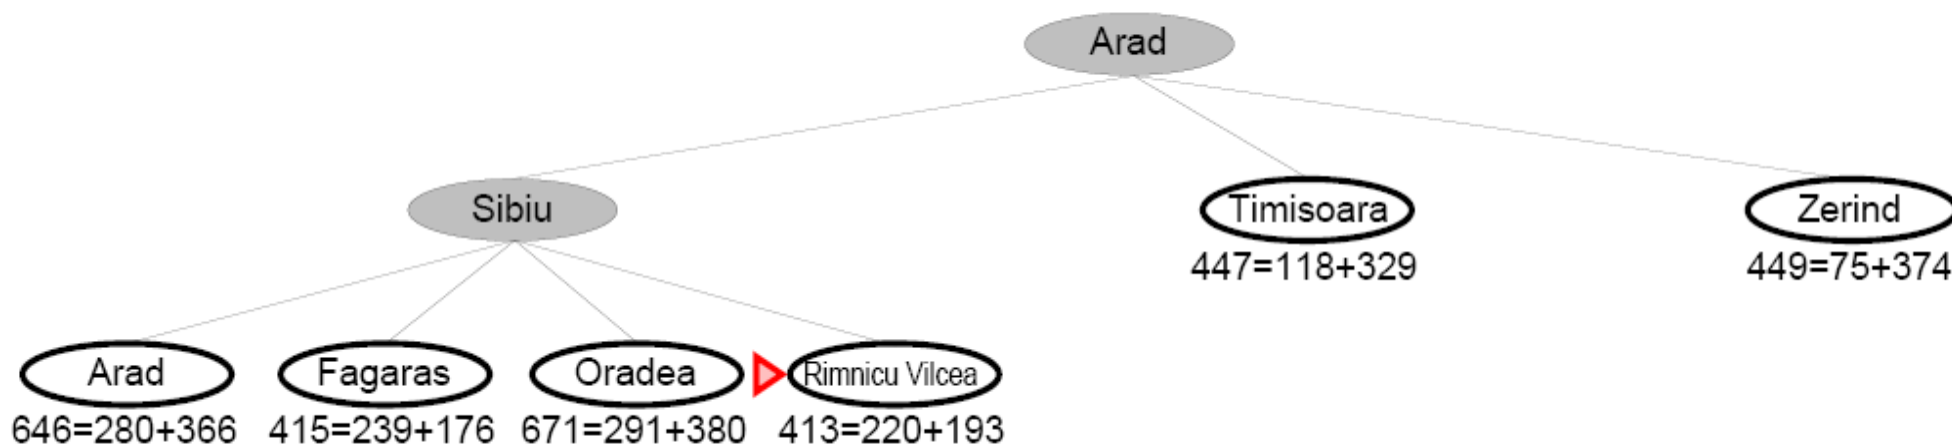 Arad
Sibiu
Timisoara
Zerind
447=118+329
449=75+374
Arad
Fagaras
Oradea
Rimnicu Vilcea
646=280+366
415=239+176
671=291+380
413=220+193